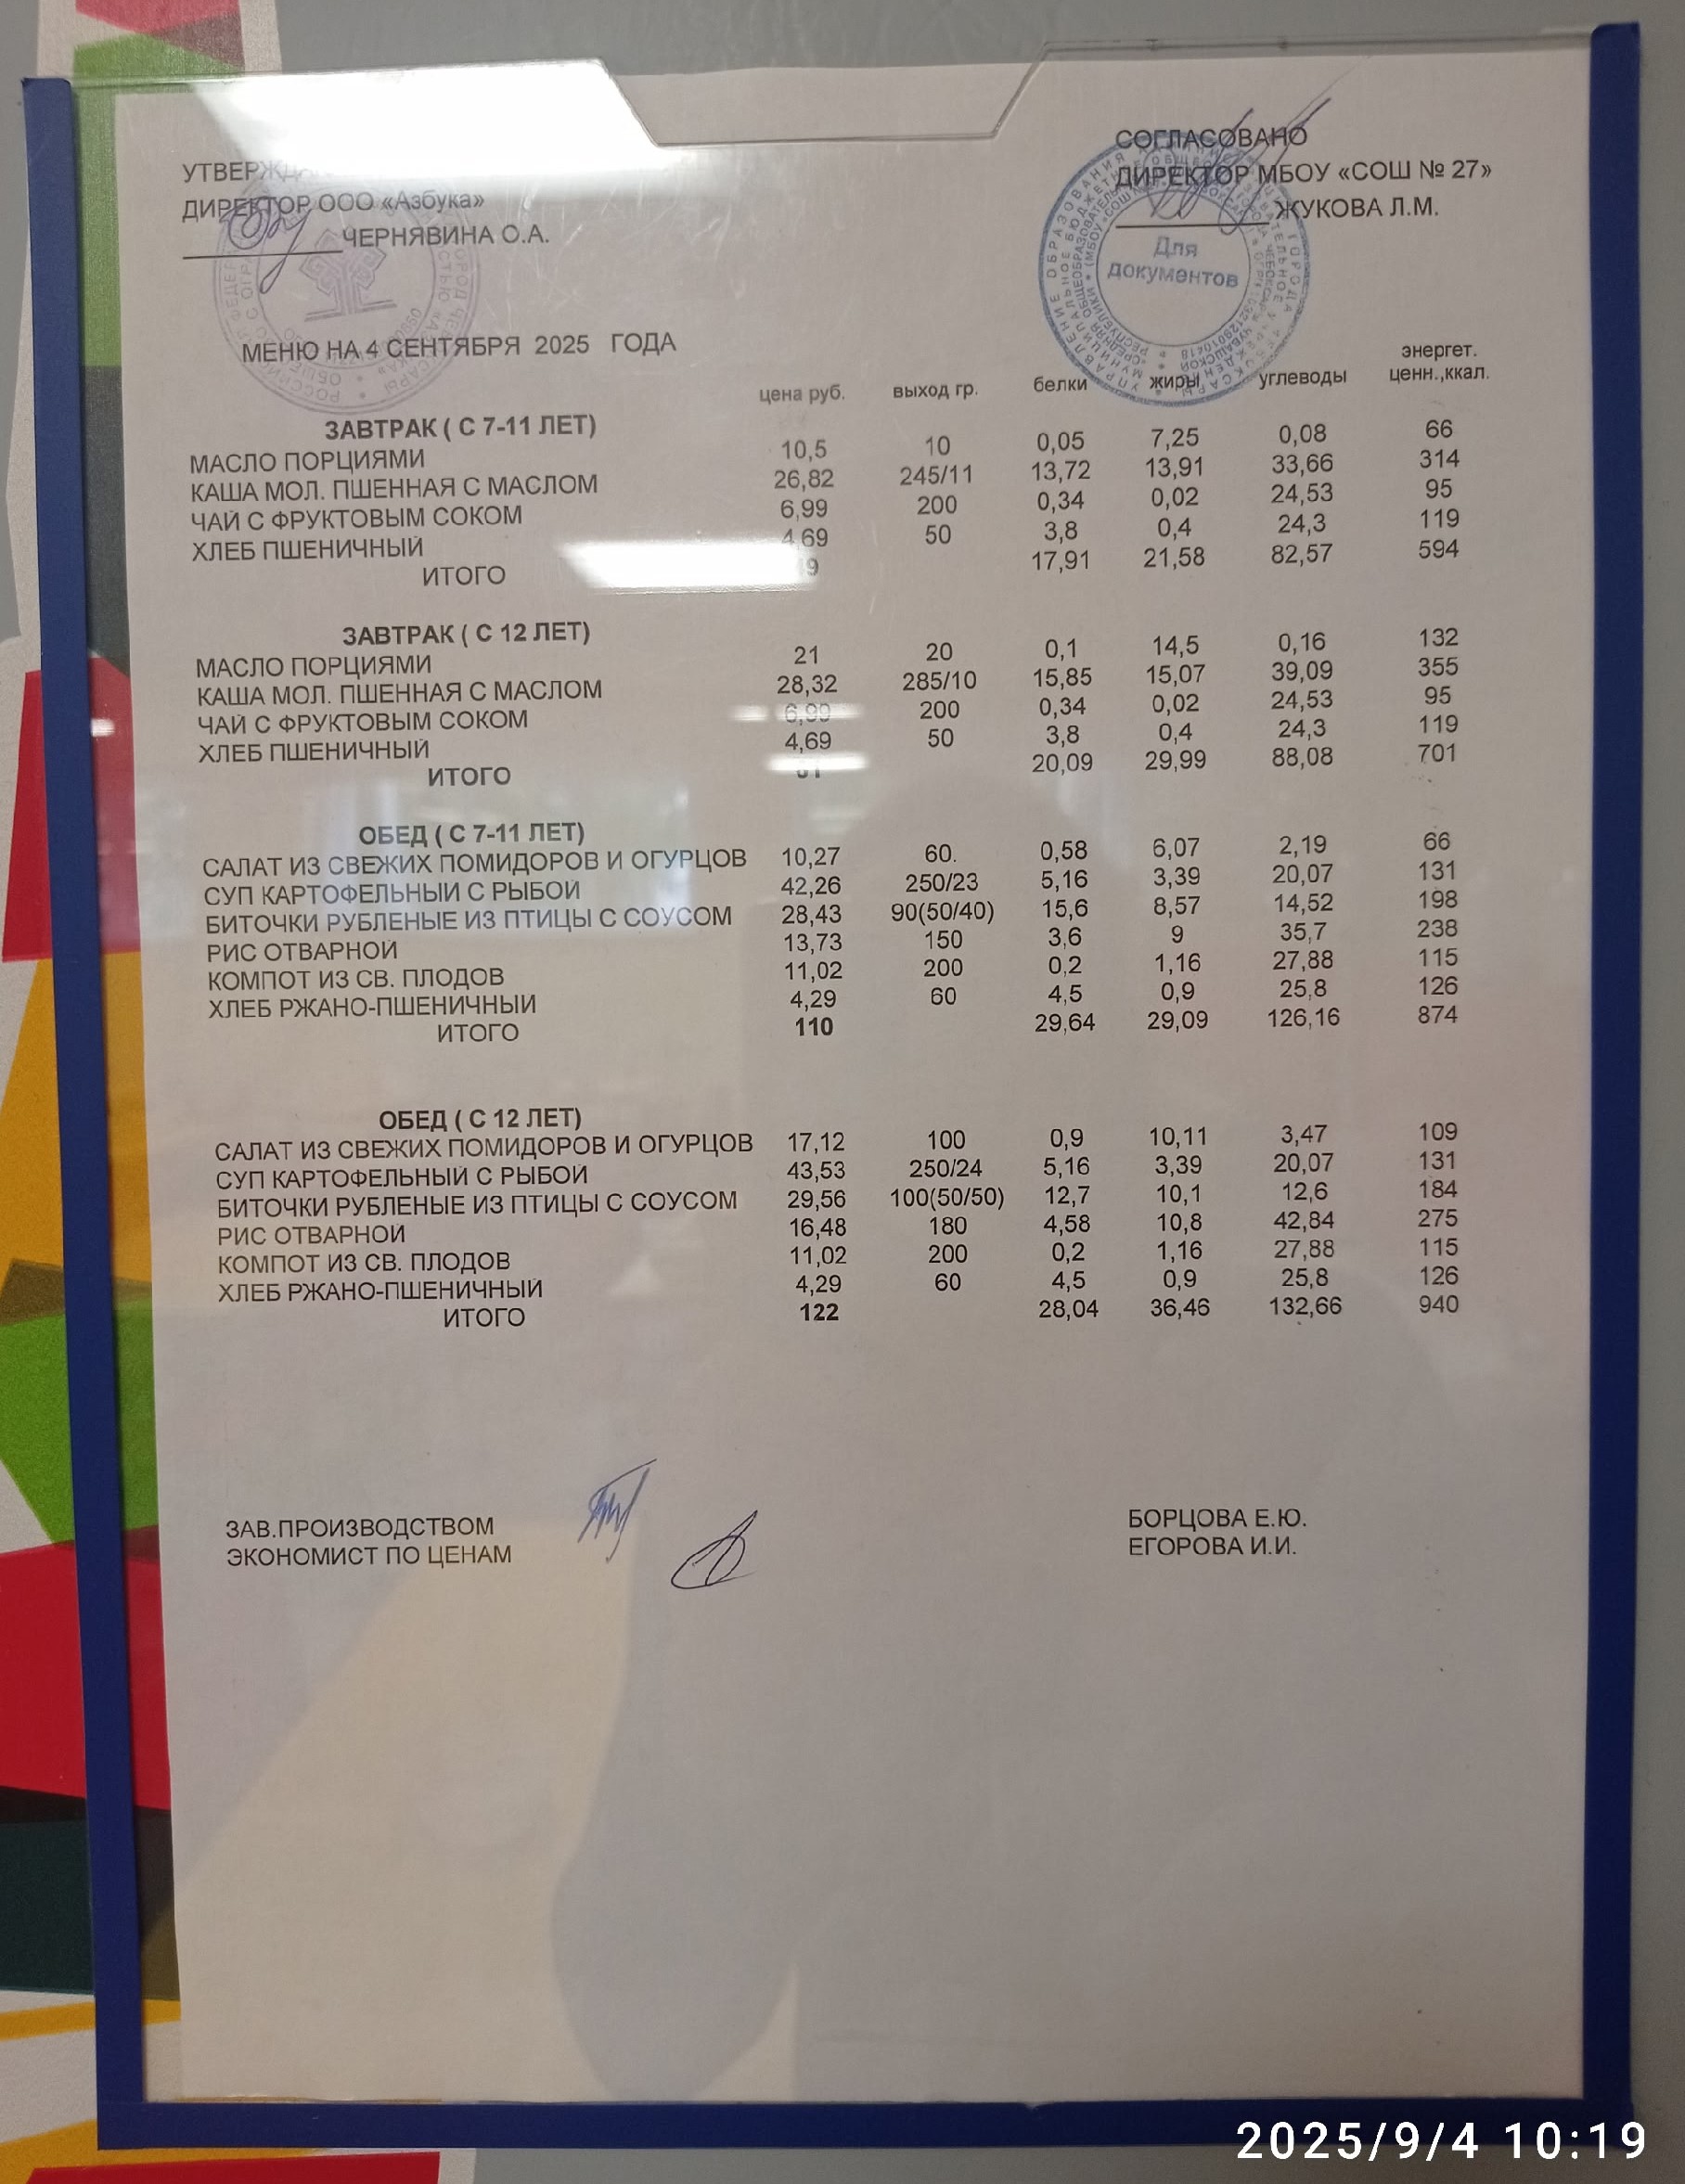 УТВЕРЖД
ДИРЕКТОР ООО «Азбука»
ЧЕРНЯВИНА О.А.
СОГЛАСОВАНО
ДИРЕКТОР МБОУ «СОШ № 27»
ЖУКОВА Л.М.
Для
документов
МЕНЮ НА 4 СЕНТЯБРЯ 2025 ГОДА
цена руб. выход гр. белки жиры углеводы энергет. ценн.,ккал.
ЗАВТРАК ( С 7-11 ЛЕТ)
МАСЛО ПОРЦИЯМИ 10,5 10 0,05 7,25 0,08 66
КАША МОЛ. ПШЕННАЯ С МАСЛОМ 26,82 245/11 13,72 13,91 33,66 314
ЧАЙ С ФРУКТОВЫМ СОКОМ 6,99 200 0,34 0,02 24,53 95
ХЛЕБ ПШЕНИЧНЫЙ 4,69 50 3,8 0,4 24,3 119
ИТОГО 17,91 21,58 82,57 594
ЗАВТРАК ( С 12 ЛЕТ)
МАСЛО ПОРЦИЯМИ 21 20 0,1 14,5 0,16 132
КАША МОЛ. ПШЕННАЯ С МАСЛОМ 28,32 285/10 15,85 15,07 39,09 355
ЧАЙ С ФРУКТОВЫМ СОКОМ 6,99 200 0,34 0,02 24,53 95
ХЛЕБ ПШЕНИЧНЫЙ 4,69 50 3,8 0,4 24,3 119
ИТОГО 20,09 29,99 88,08 701
ОБЕД ( С 7-11 ЛЕТ)
САЛАТ ИЗ СВЕЖИХ ПОМИДОРОВ И ОГУРЦОВ 10,27 60. 0,58 6,07 2,19 66
СУП КАРТОФЕЛЬНЫЙ С РЫБОЙ 42,26 250/23 5,16 3,39 20,07 131
БИТОЧКИ РУБЛЕНЫЕ ИЗ ПТИЦЫ С СОУСОМ 28,43 90(50/40) 15,6 8,57 14,52 198
РИС ОТВАРНОЙ 13,73 150 3,6 9 35,7 238
КОМПОТ ИЗ СВ. ПЛОДОВ 11,02 200 0,2 1,16 27,88 115
ХЛЕБ РЖАНО-ПШЕНИЧНЫЙ 4,29 60 4,5 0,9 25,8 126
ИТОГО 110 29,64 29,09 126,16 874
ОБЕД ( С 12 ЛЕТ)
САЛАТ ИЗ СВЕЖИХ ПОМИДОРОВ И ОГУРЦОВ 17,12 100 0,9 10,11 3,47 109
СУП КАРТОФЕЛЬНЫЙ С РЫБОЙ 43,53 250/24 5,16 3,39 20,07 131
БИТОЧКИ РУБЛЕНЫЕ ИЗ ПТИЦЫ С СОУСОМ 29,56 100(50/50) 12,7 10,1 12,6 184
РИС ОТВАРНОЙ 16,48 180 4,58 10,8 42,84 275
КОМПОТ ИЗ СВ. ПЛОДОВ 11,02 200 0,2 1,16 27,88 115
ХЛЕБ РЖАНО-ПШЕНИЧНЫЙ 4,29 60 4,5 0,9 25,8 126
ИТОГО 122 28,04 36,46 132,66 940
ЗАВ.ПРОИЗВОДСТВОМ БОРЦОВА Е.Ю.
ЭКОНОМИСТ ПО ЦЕНАМ ЕГОРОВА И.И.
2025/9/4 10:19